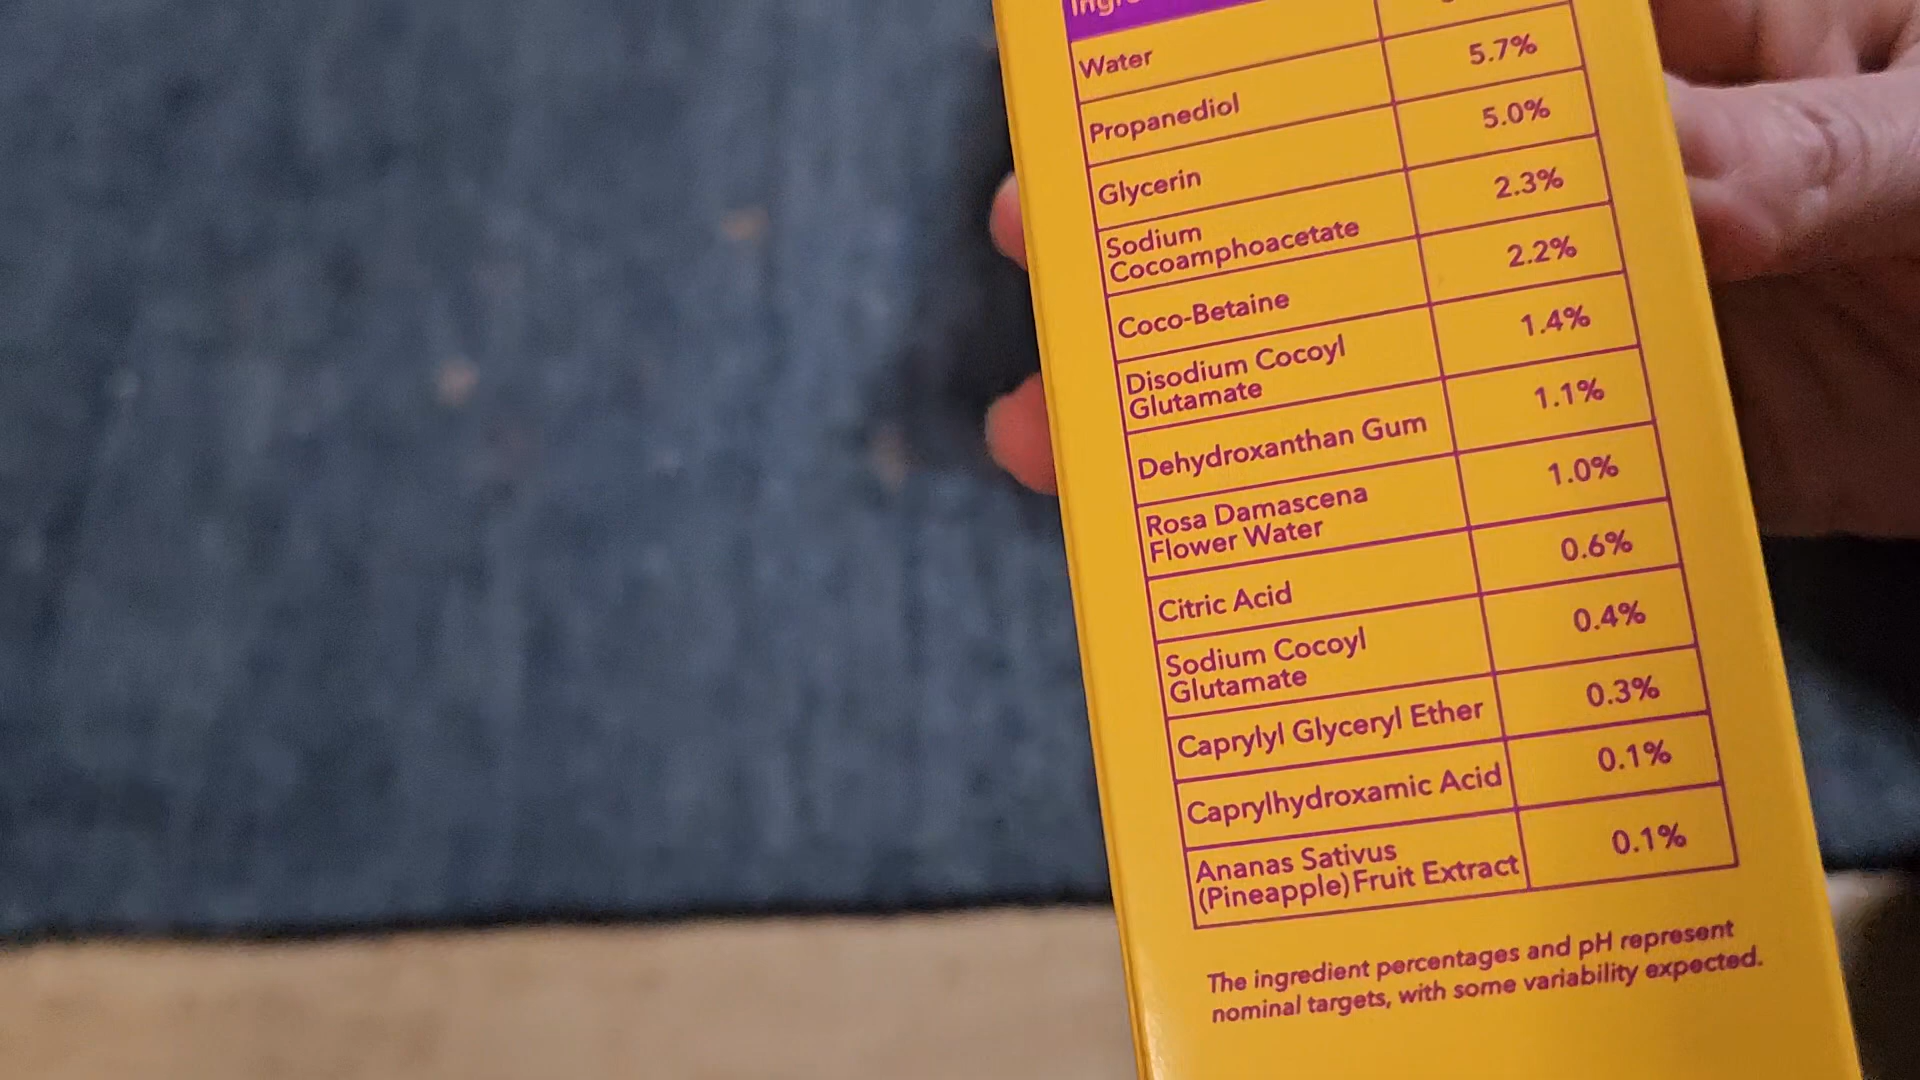 Water
Propanediol 5.7%
Glycerin 5.0%
Sodium
Cocoamphoacetate 2.3%
Coco-Betaine 2.2%
Disodium Cocoyl
Glutamate 1.4%
Dehydroxanthan Gum 1.1%
Rosa Damascena
Flower Water 1.0%
Citric Acid 0.6%
Sodium Cocoyl
Glutamate 0.4%
Caprylyl Glyceryl Ether 0.3%
Caprylhydroxamic Acid 0.1%
Ananas Sativus
(Pineapple) Fruit Extract 0.1%
The ingredient percentages and pH represent
nominal targets, with some variability expected.